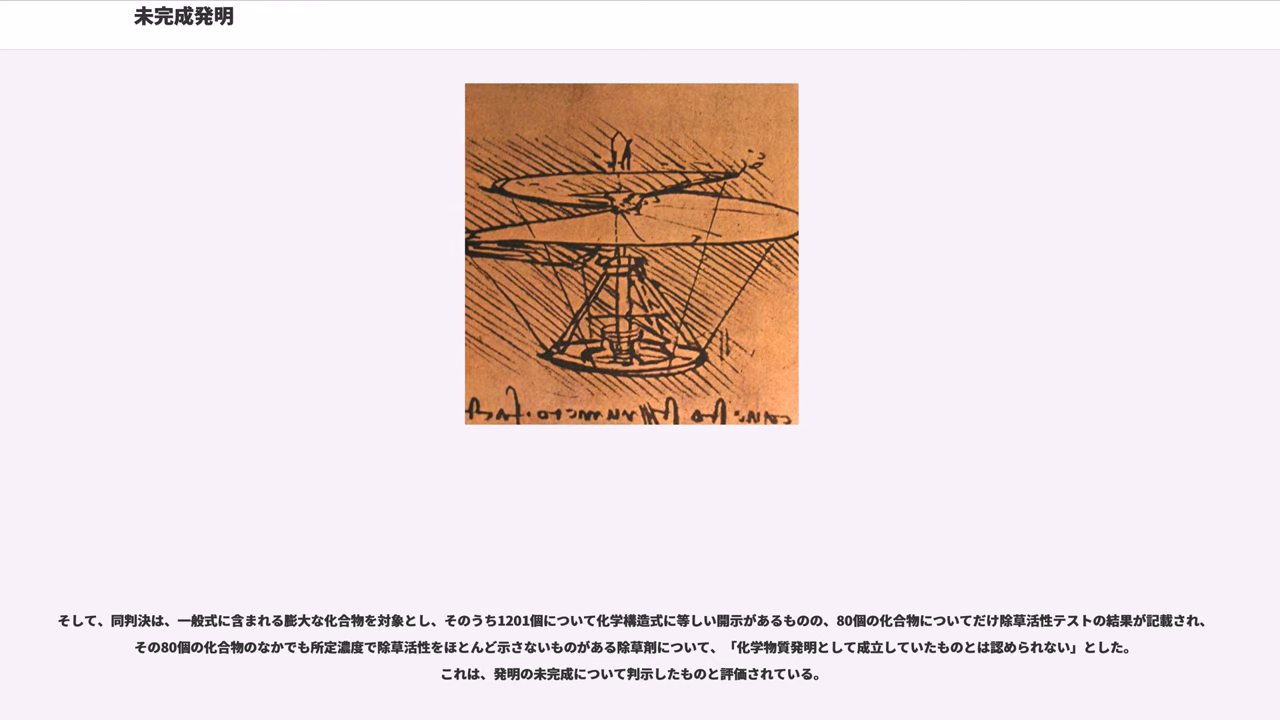 未完成発明
そして、同判決は、一般式に含まれる膨大な化合物を対象とし、そのうち1201個について化学構造式に等しい開示があるものの、80個の化合物についてだけ除草活性テストの結果が記載され、
その80個の化合物のなかでも所定濃度で除草活性をほとんど示さないものがある除草剤について、「化学物質発明として成立していたものとは認められない」とした。
これは、発明の未完成について判示したものと評価されている。